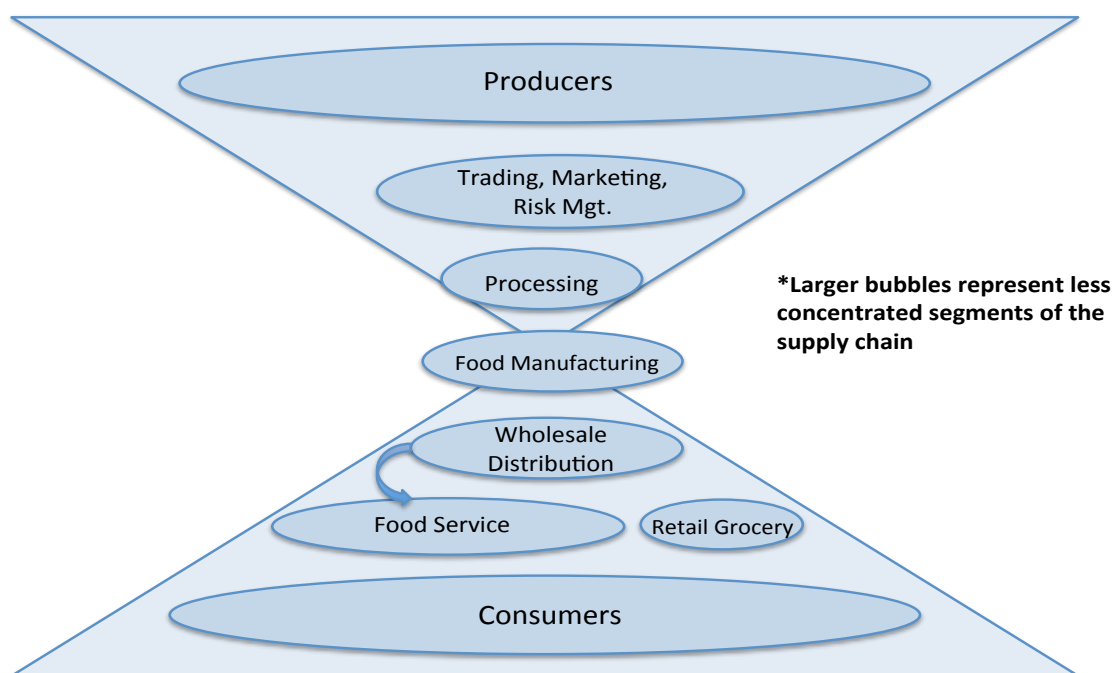 Producers
Trading, Marketing,
Risk Mgt.
Processing
*Larger bubbles represent less
concentrated segments of the
supply chain
Food Manufacturing
Wholesale
Distribution
Food Service
Retail Grocery
Consumers